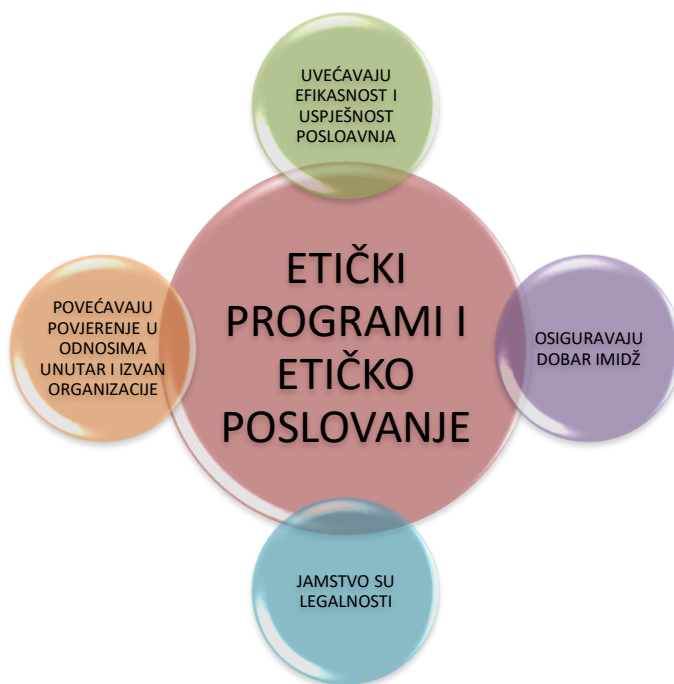 UVEĆAVAJU
EFIKASNOST I
USPJEŠNOST
POSLOAVNJA
ETIČKI
PROGRAMI I
ETIČKO
POSLOVANJE
POVEĆAVAJU
POVJERENJE U
ODNOSIMA
UNUTAR I IZVAN
ORGANIZACIJE
OSIGURAVAJU
DOBAR IMIDŽ
JAMSTVO SU
LEGALNOSTI